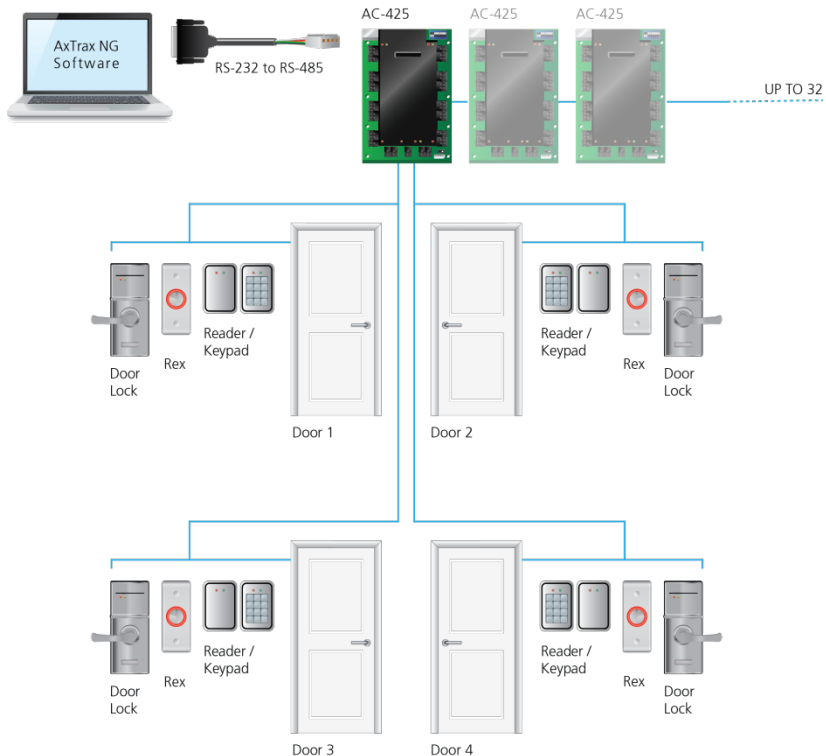 AC-425
AC-425
AC-425
AxTrax NG
Software
RS-232 to RS-485
UP TO 32
Door
Lock
Rex
Reader /
Keypad
Door 1
Door 2
Reader /
Keypad
Rex
Door
Lock
Door
Lock
Rex
Reader /
Keypad
Door 3
Door 4
Reader /
Keypad
Rex
Door
Lock